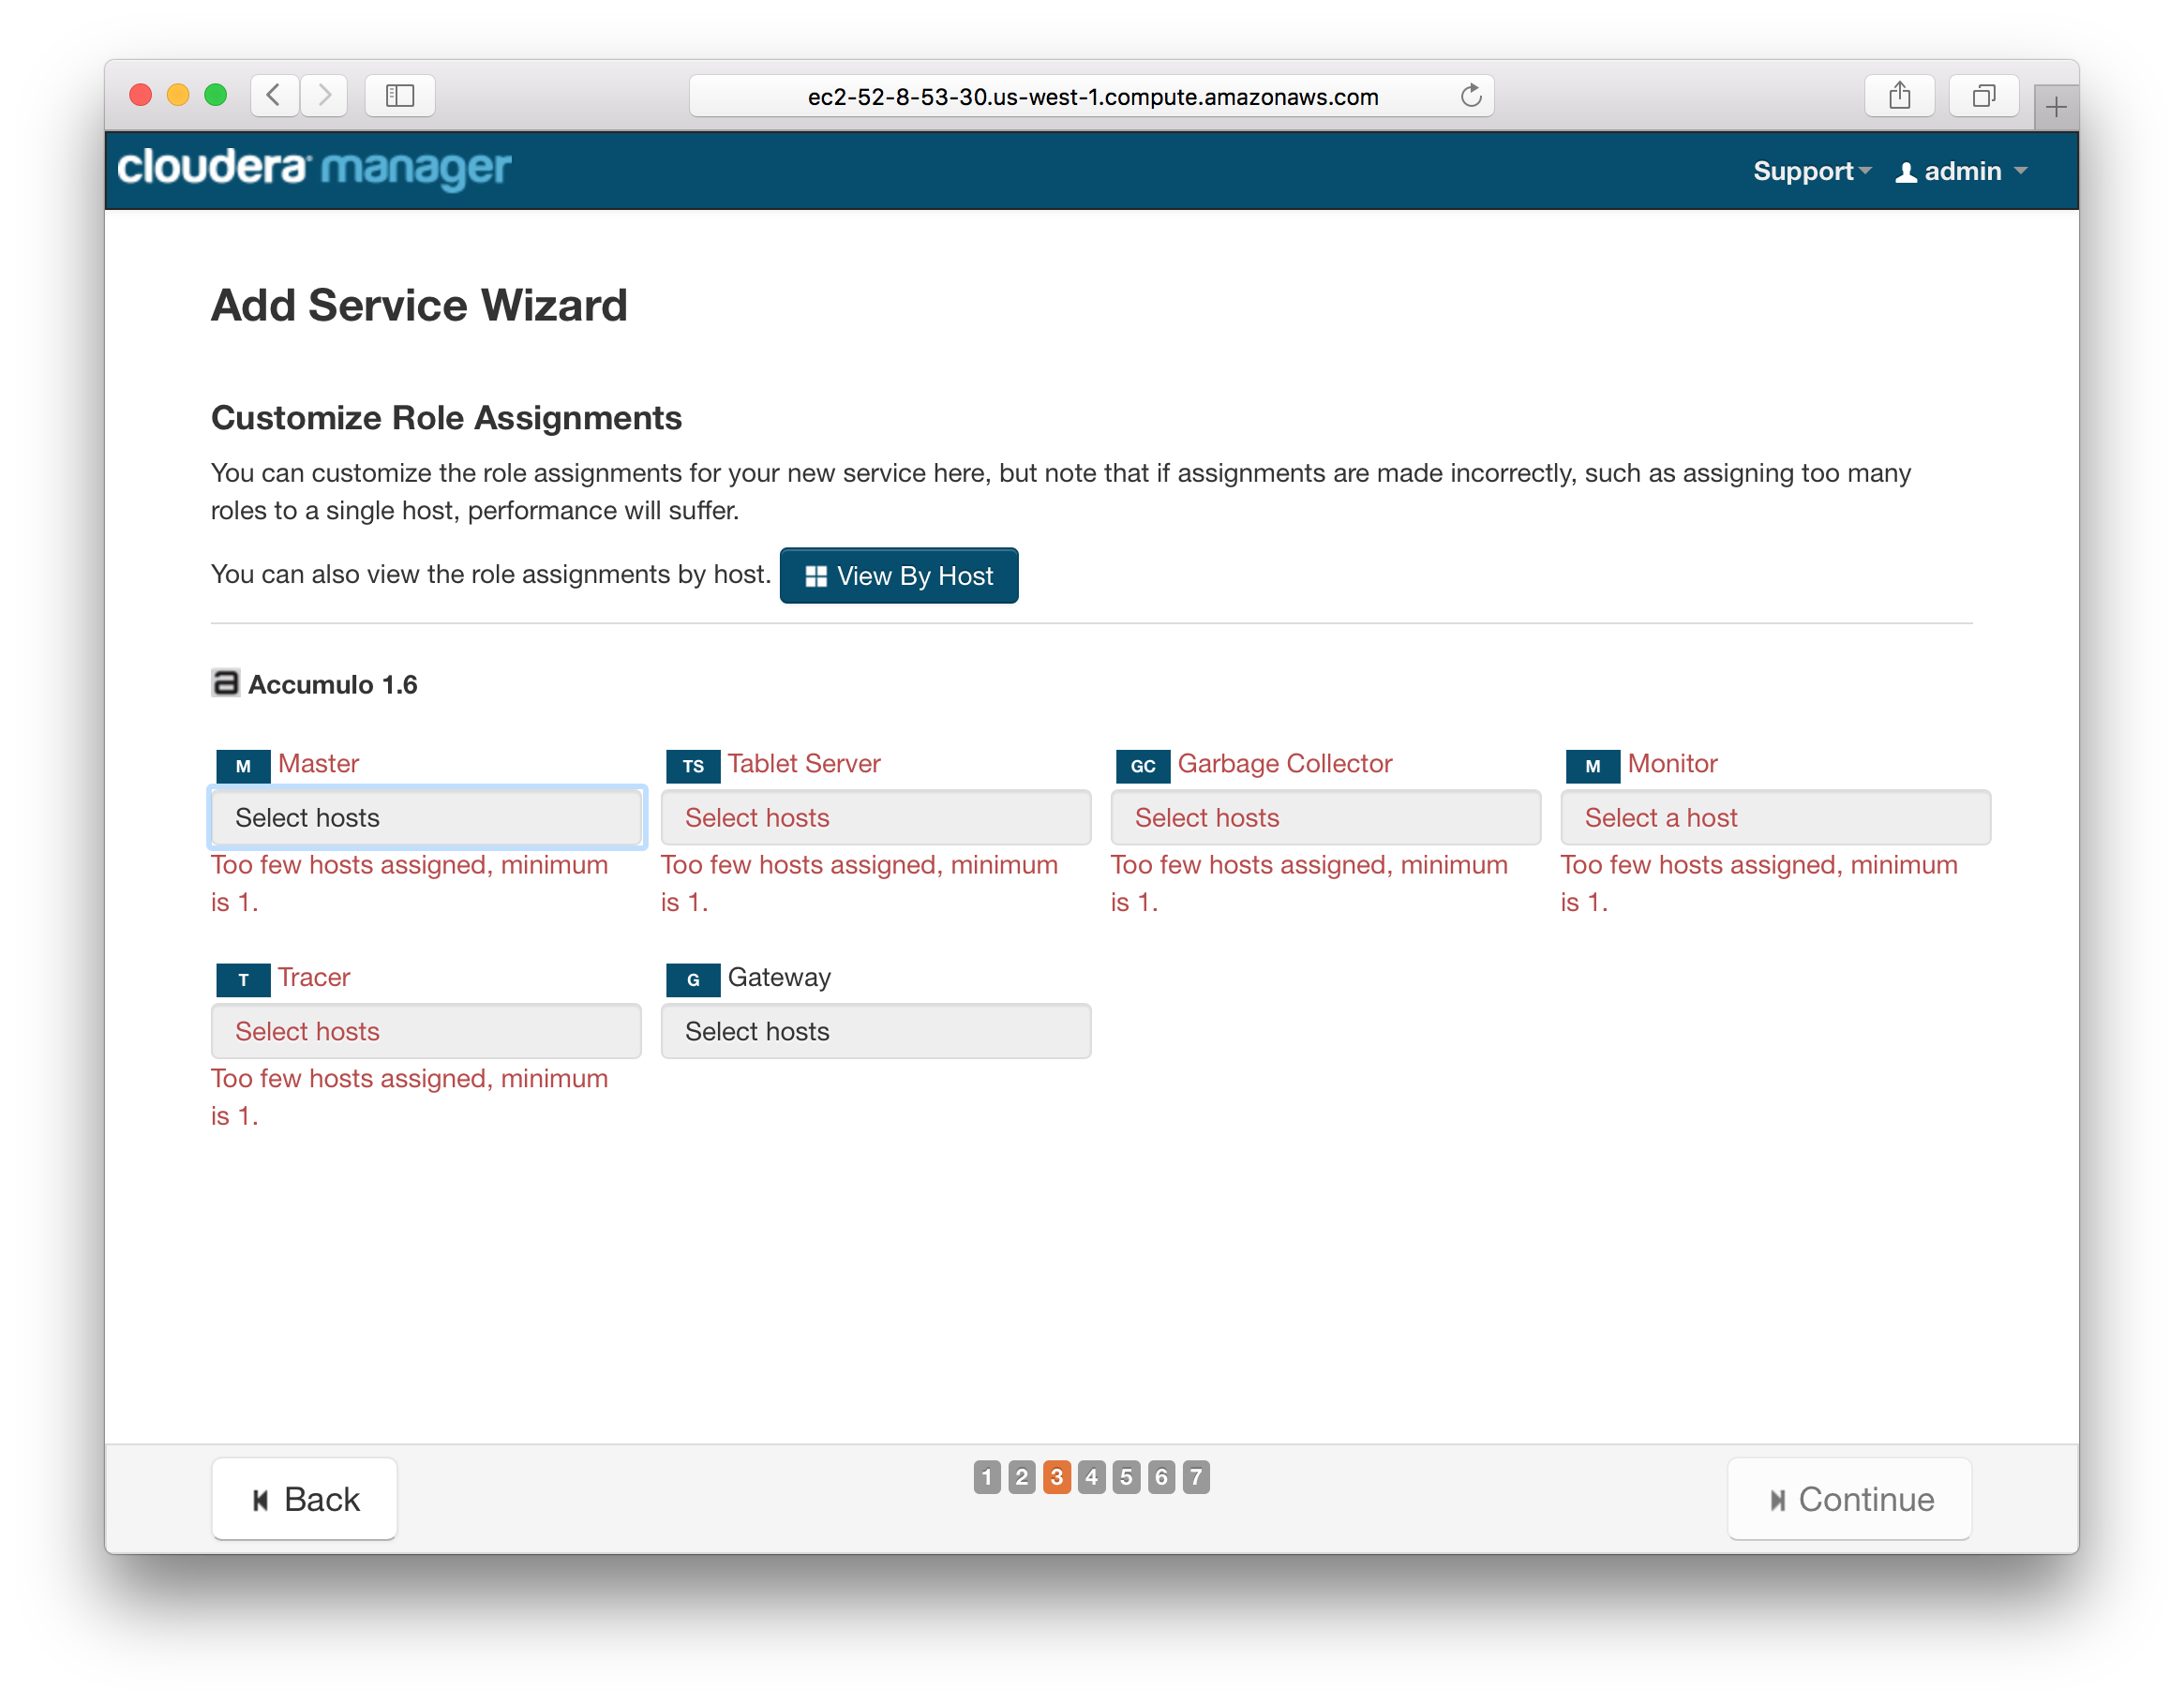 ec2-52-8-53-30.us-west-1.compute.amazonaws.com
cloudera manager
Support
admin
Add Service Wizard
Customize Role Assignments
You can customize the role assignments for your new service here, but note that if assignments are made incorrectly, such as assigning too many
roles to a single host, performance will suffer.
You can also view the role assignments by host.
View By Host
a Accumulo 1.6
M Master
Select hosts
Too few hosts assigned, minimum
is 1.
TS Tablet Server
Select hosts
Too few hosts assigned, minimum
is 1.
GC Garbage Collector
Select hosts
Too few hosts assigned, minimum
is 1.
M Monitor
Select a host
Too few hosts assigned, minimum
is 1.
T Tracer
Select hosts
Too few hosts assigned, minimum
is 1.
G Gateway
Select hosts
Back
1 2 3 4 5 6 7
Continue